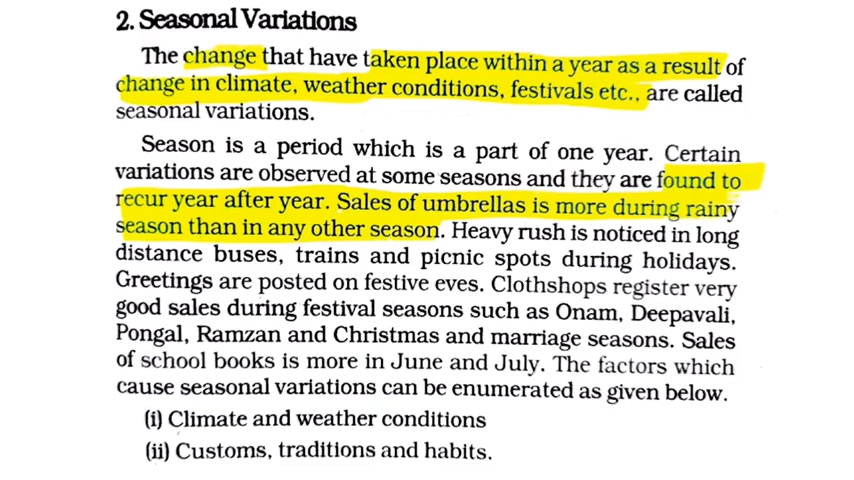 2. Seasonal Variations
The change that have taken place within a year as a result of
change in climate, weather conditions, festivals etc., are called
seasonal variations.
Season is a period which is a part of one year. Certain
variations are observed at some seasons and they are found to
recur year after year. Sales of umbrellas is more during rainy
season than in any other season. Heavy rush is noticed in long
distance buses, trains and picnic spots during holidays.
Greetings are posted on festive eves. Clothshops register very
good sales during festival seasons such as Onam, Deepavali,
Pongal, Ramzan and Christmas and marriage seasons. Sales
of school books is more in June and July. The factors which
cause seasonal variations can be enumerated as given below.
(i) Climate and weather conditions
(ii) Customs, traditions and habits.